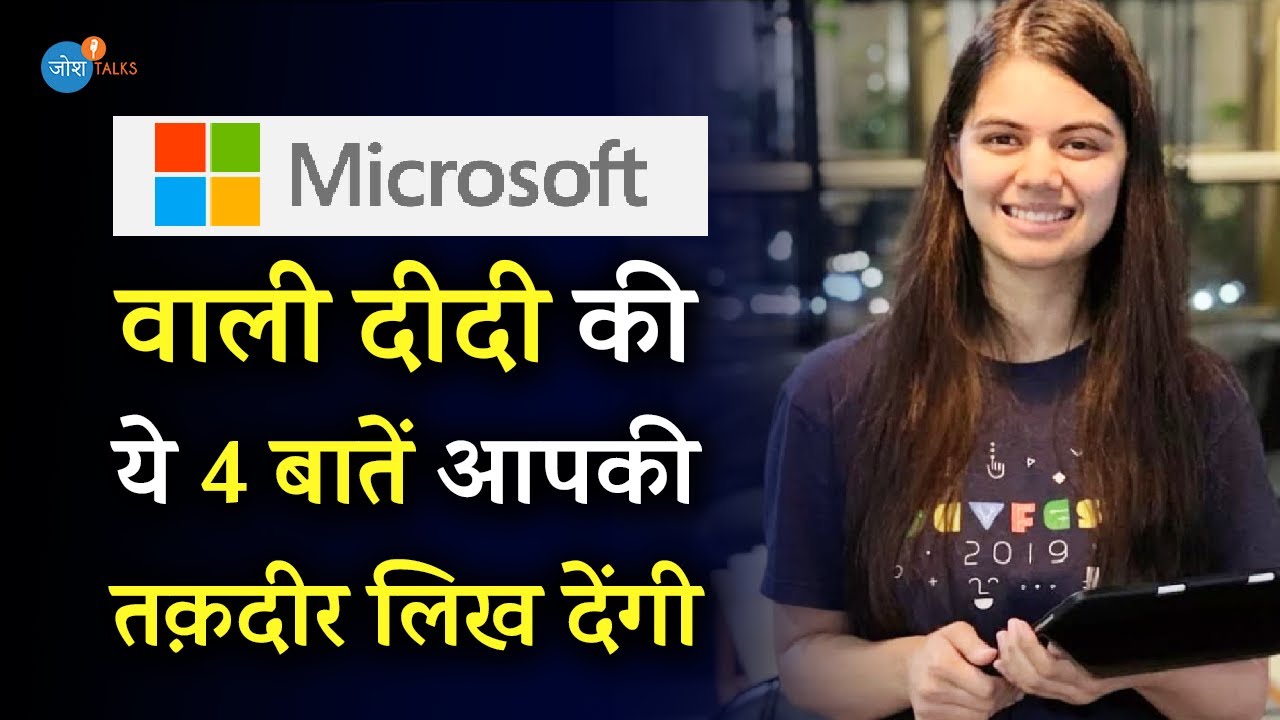 जोश TALKS
Microsoft
वाली दीदी की
ये 4 बातें आपकी
तक़दीर लिख देंगी
2019